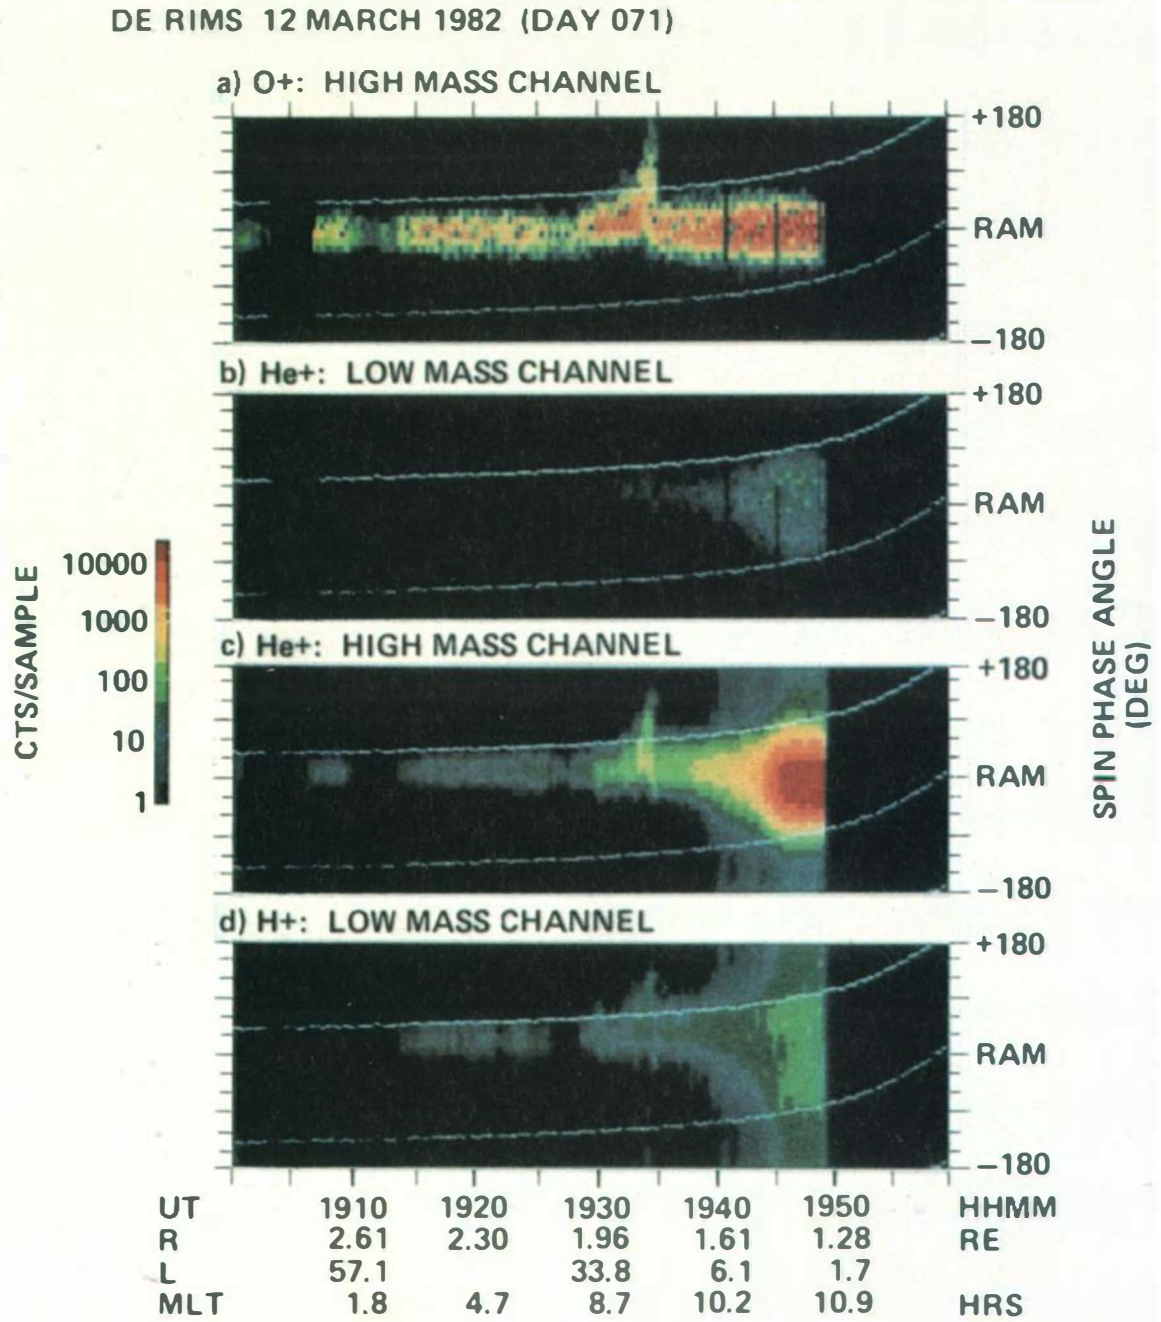 DE RIMS 12 MARCH 1982 (DAY 071)
a) O+: HIGH MASS CHANNEL
+180
RAM
−180
b) He+: LOW MASS CHANNEL
+180
RAM
−180
c) He+: HIGH MASS CHANNEL
+180
RAM
−180
d) H+: LOW MASS CHANNEL
+180
RAM
−180
CTS/SAMPLE
10000
1000
100
10
1
SPIN PHASE ANGLE
(DEG)
UT 1910 1920 1930 1940 1950 HHMM
R 2.61 2.30 1.96 1.61 1.28 RE
L 57.1 33.8 6.1 1.7
MLT 1.8 4.7 8.7 10.2 10.9 HRS